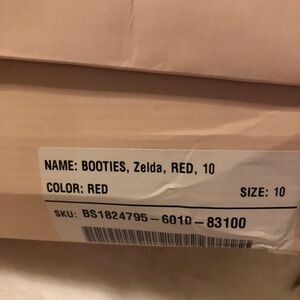 NAME: BOOTIES, Zelda, RED, 10
COLOR: RED SIZE: 10
SKU: BS1824795-6010-83100